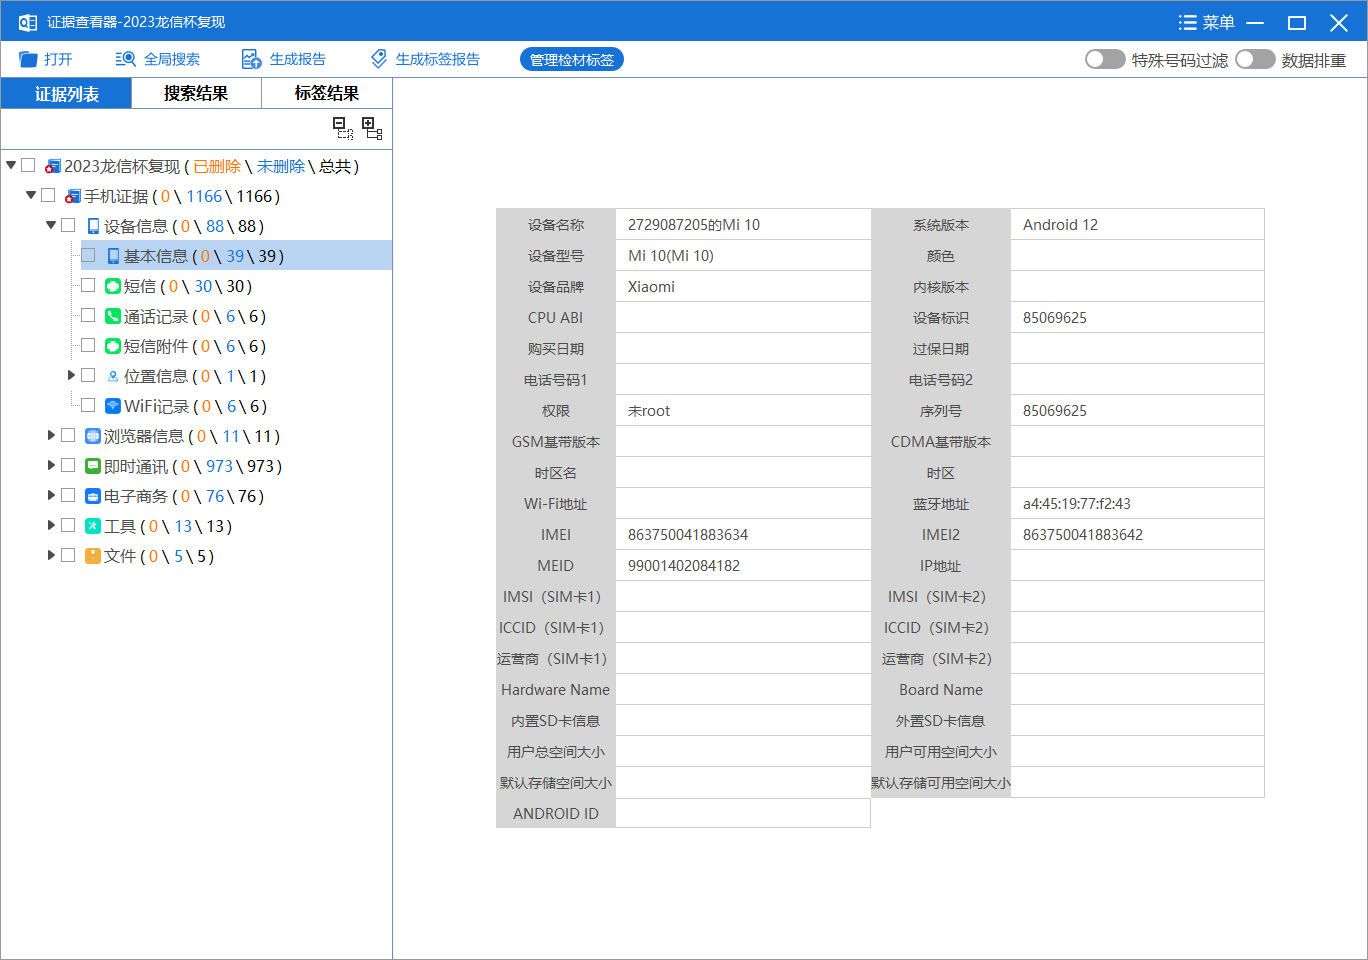 证据查看器-2023龙信杯复现
菜单
打开 全局搜索 生成报告 生成标签报告 管理检材标签 特殊号码过滤 数据排重
证据列表 搜索结果 标签结果
2023龙信杯复现 ( 已删除 \ 未删除 \ 总共 )
手机证据 ( 0 \ 1166 \ 1166 )
设备信息 ( 0 \ 88 \ 88 )
基本信息 ( 0 \ 39 \ 39 )
短信 ( 0 \ 30 \ 30 )
通话记录 ( 0 \ 6 \ 6 )
短信附件 ( 0 \ 6 \ 6 )
位置信息 ( 0 \ 1 \ 1 )
WiFi记录 ( 0 \ 6 \ 6 )
浏览器信息 ( 0 \ 11 \ 11 )
即时通讯 ( 0 \ 973 \ 973 )
电子商务 ( 0 \ 76 \ 76 )
工具 ( 0 \ 13 \ 13 )
文件 ( 0 \ 5 \ 5 )
设备名称 2729087205的Mi 10 系统版本 Android 12
设备型号 Mi 10(Mi 10) 颜色
设备品牌 Xiaomi 内核版本
CPU ABI 设备标识 85069625
购买日期 过保日期
电话号码1 电话号码2
权限 未root 序列号 85069625
GSM基带版本 CDMA基带版本
时区名 时区
Wi-Fi地址 蓝牙地址 a4:45:19:77:f2:43
IMEI 863750041883634 IMEI2 863750041883642
MEID 99001402084182 IP地址
IMSI（SIM卡1） IMSI（SIM卡2）
ICCID（SIM卡1） ICCID（SIM卡2）
运营商（SIM卡1） 运营商（SIM卡2）
Hardware Name Board Name
内置SD卡信息 外置SD卡信息
用户总空间大小 用户可用空间大小
默认存储空间大小 默认存储可用空间大小
ANDROID ID